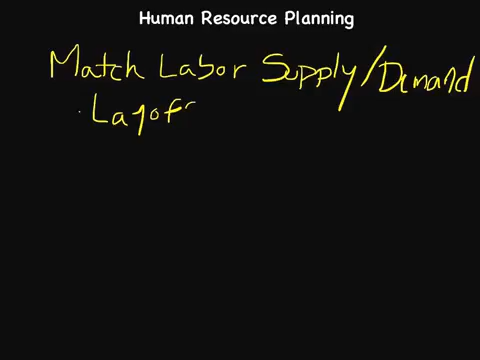 Human Resource Planning
Match Labor Supply/Demand
· Layof